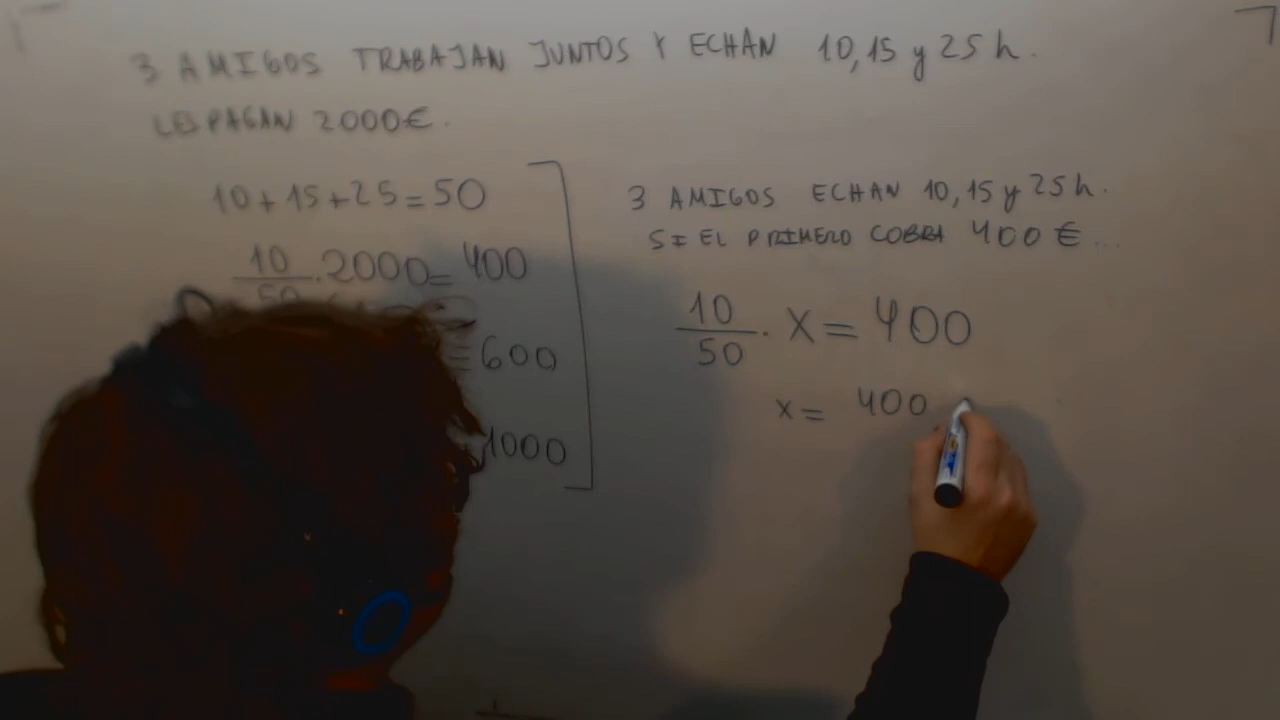 3 AMIGOS TRABAJAN JUNTOS Y ECHAN 10, 15 y 25 h.
LES PAGAN 2000€.
10 + 15 + 25 = 50
10/50 · 2000 = 400
= 600
1000
3 AMIGOS ECHAN 10, 15 y 25 h.
SI EL PRIMERO COBRA 400 € ...
10/50 · X = 400
x = 400